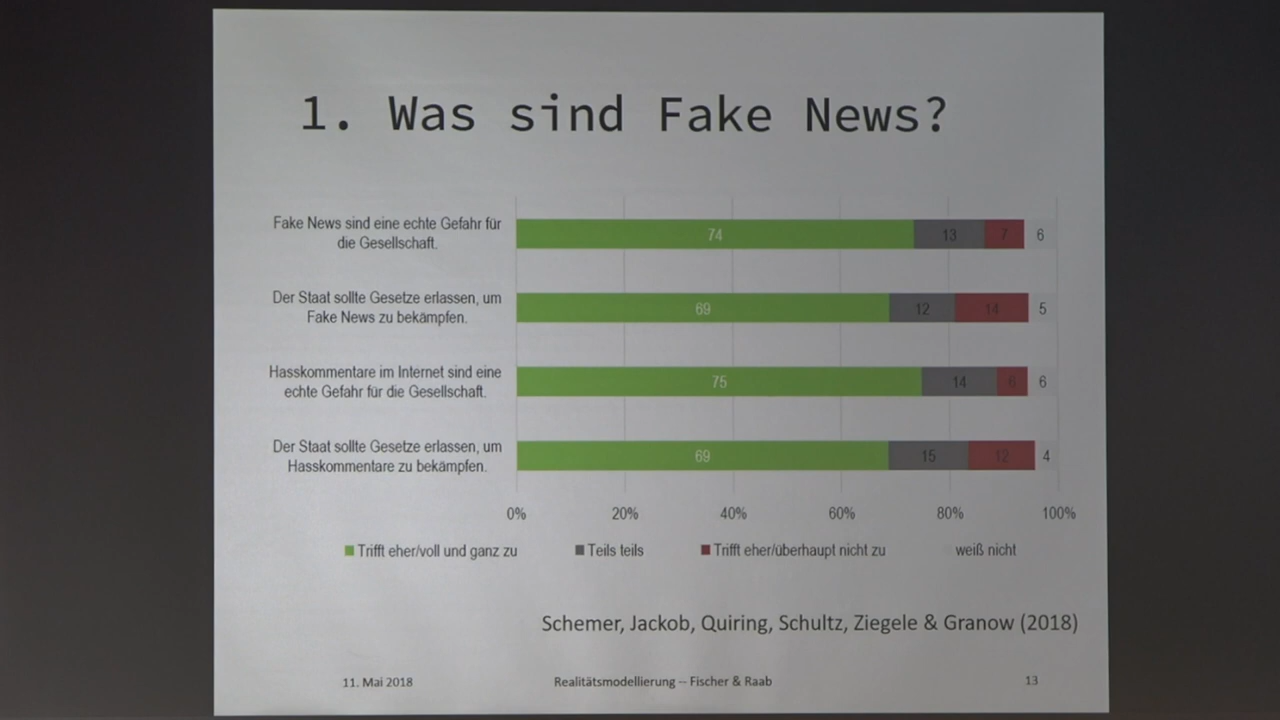 1. Was sind Fake News?
Fake News sind eine echte Gefahr für
die Gesellschaft.
74 13 7 6
Der Staat sollte Gesetze erlassen, um
Fake News zu bekämpfen.
69 12 14 5
Hasskommentare im Internet sind eine
echte Gefahr für die Gesellschaft.
75 14 6 6
Der Staat sollte Gesetze erlassen, um
Hasskommentare zu bekämpfen.
69 15 12 4
0% 20% 40% 60% 80% 100%
Trifft eher/voll und ganz zu Teils teils Trifft eher/überhaupt nicht zu weiß nicht
Schemer, Jackob, Quiring, Schultz, Ziegele & Granow (2018)
11. Mai 2018 Realitätsmodellierung – Fischer & Raab 13